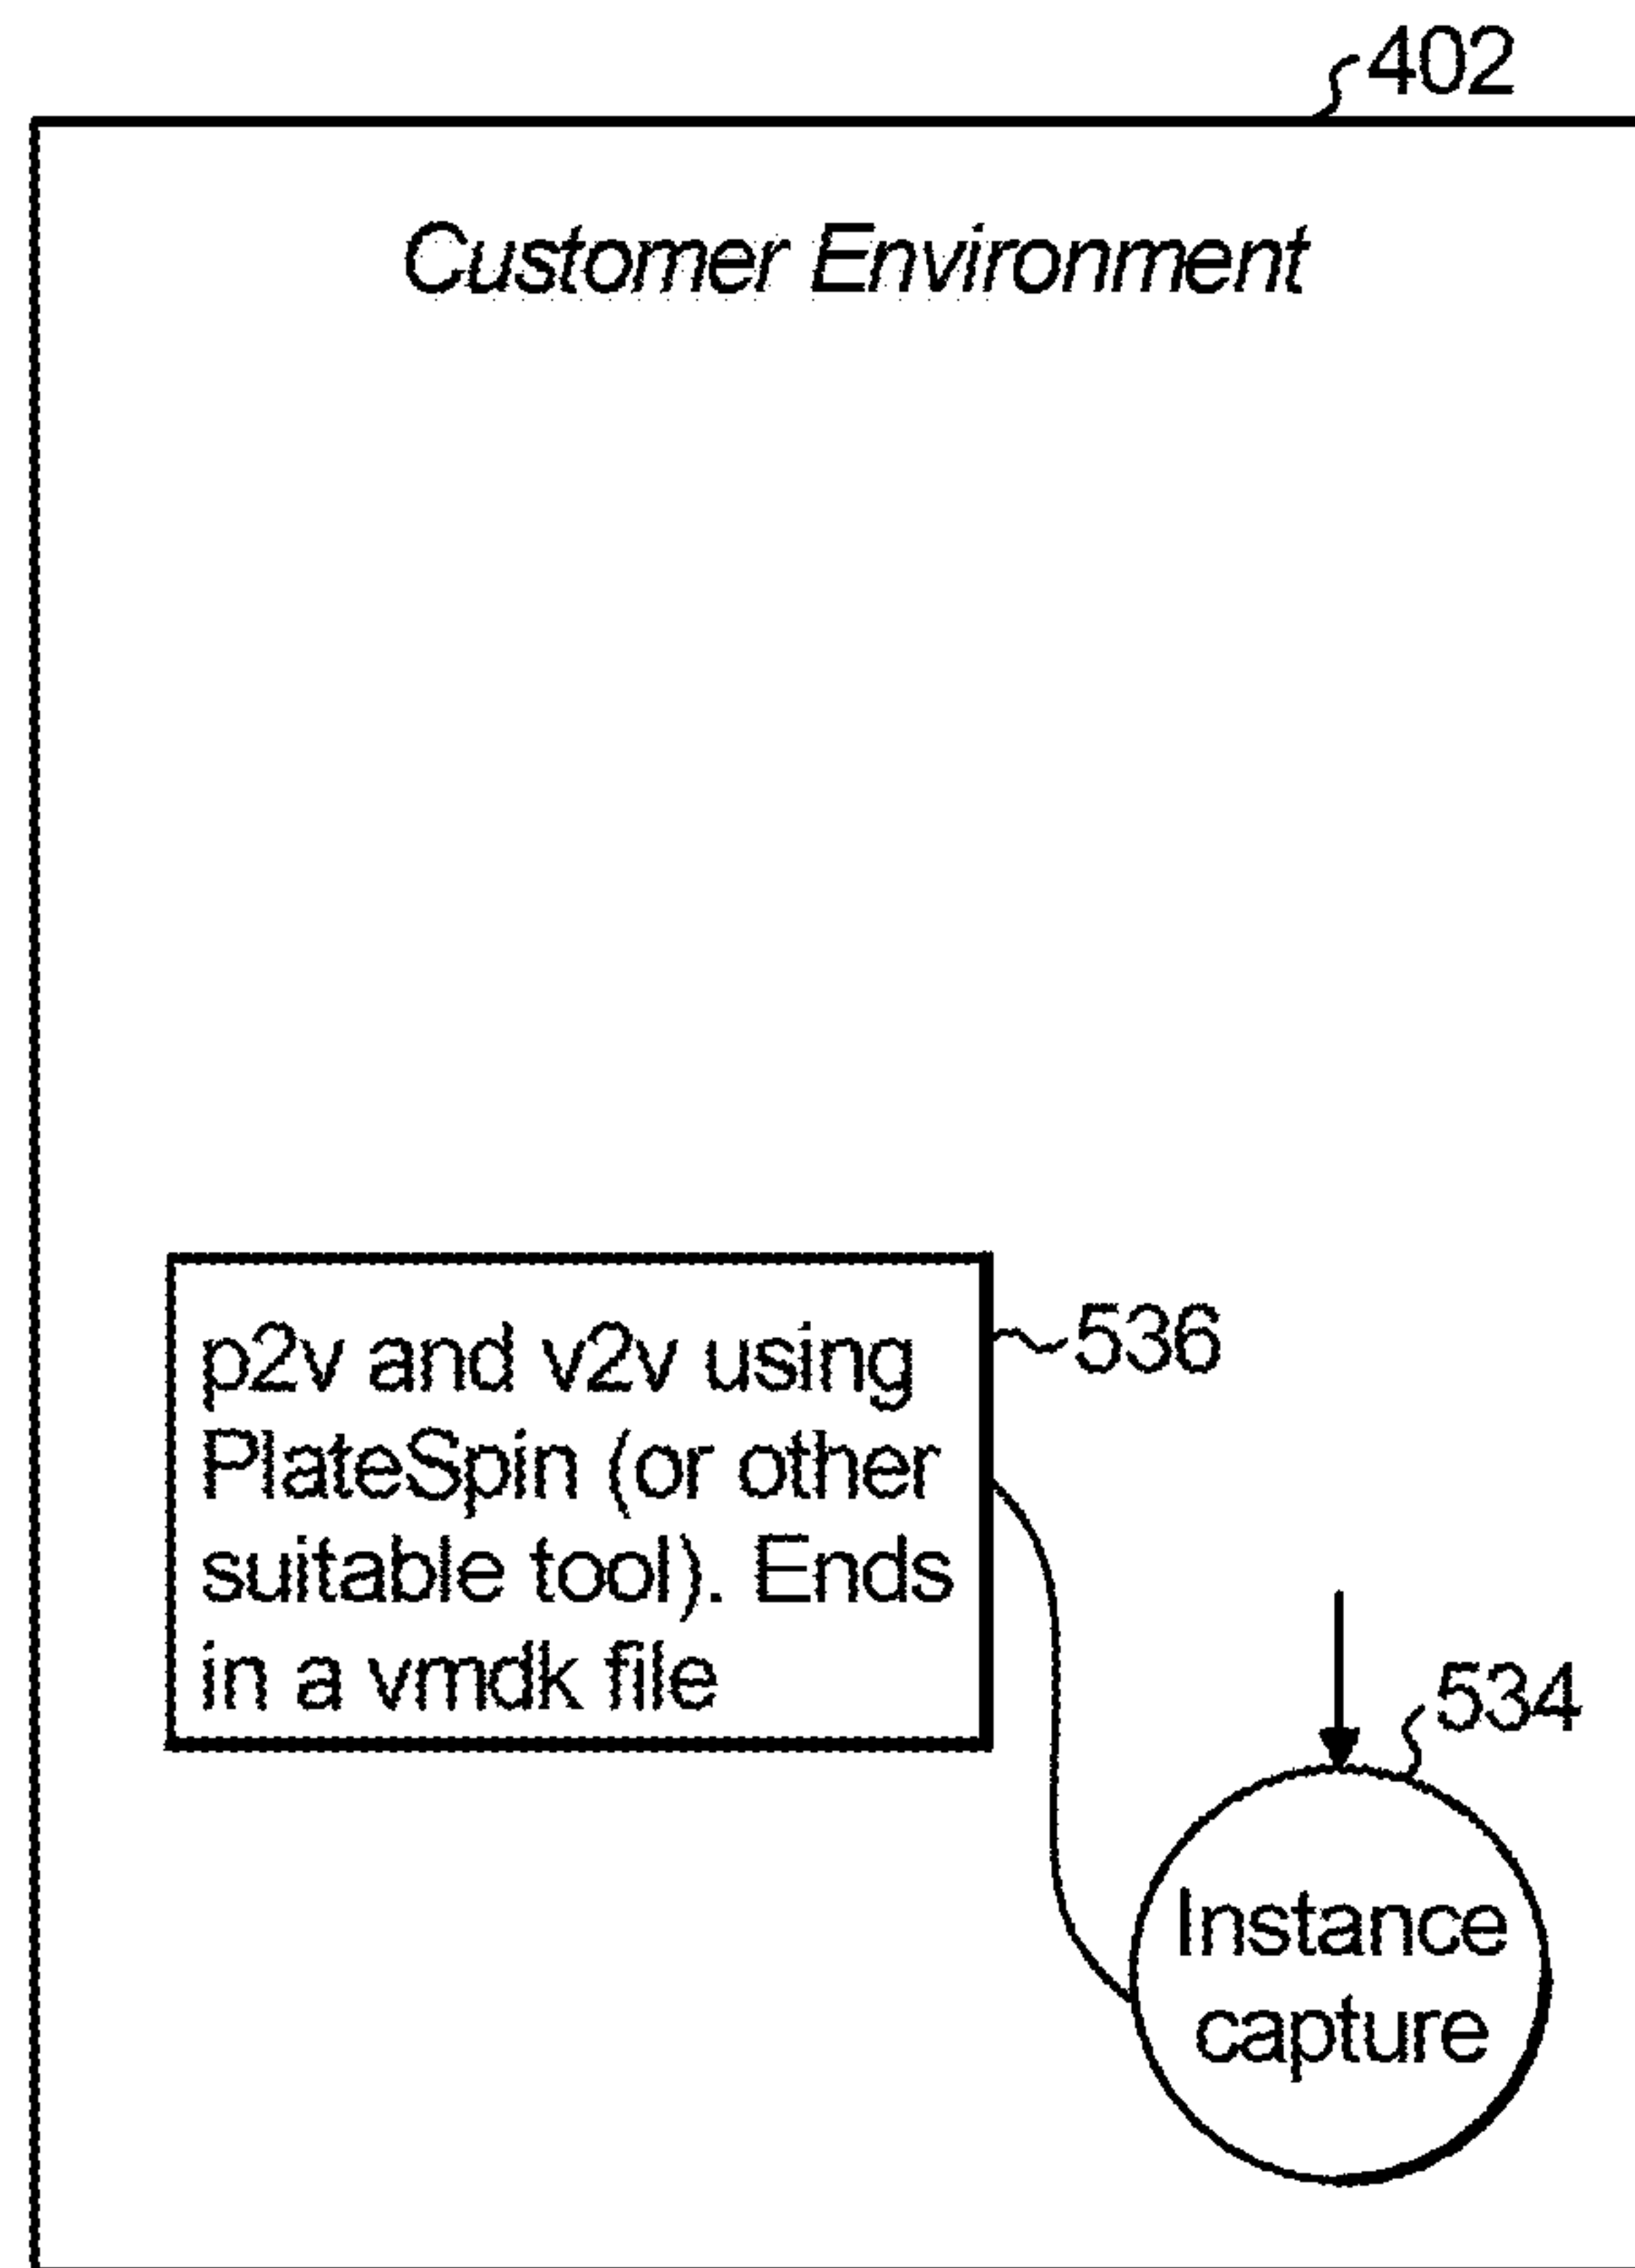 402
Customer Environment
p2v and v2v using
PlateSpin (or other
suitable tool). Ends
in a vmdk file
536
534
Instance
capture